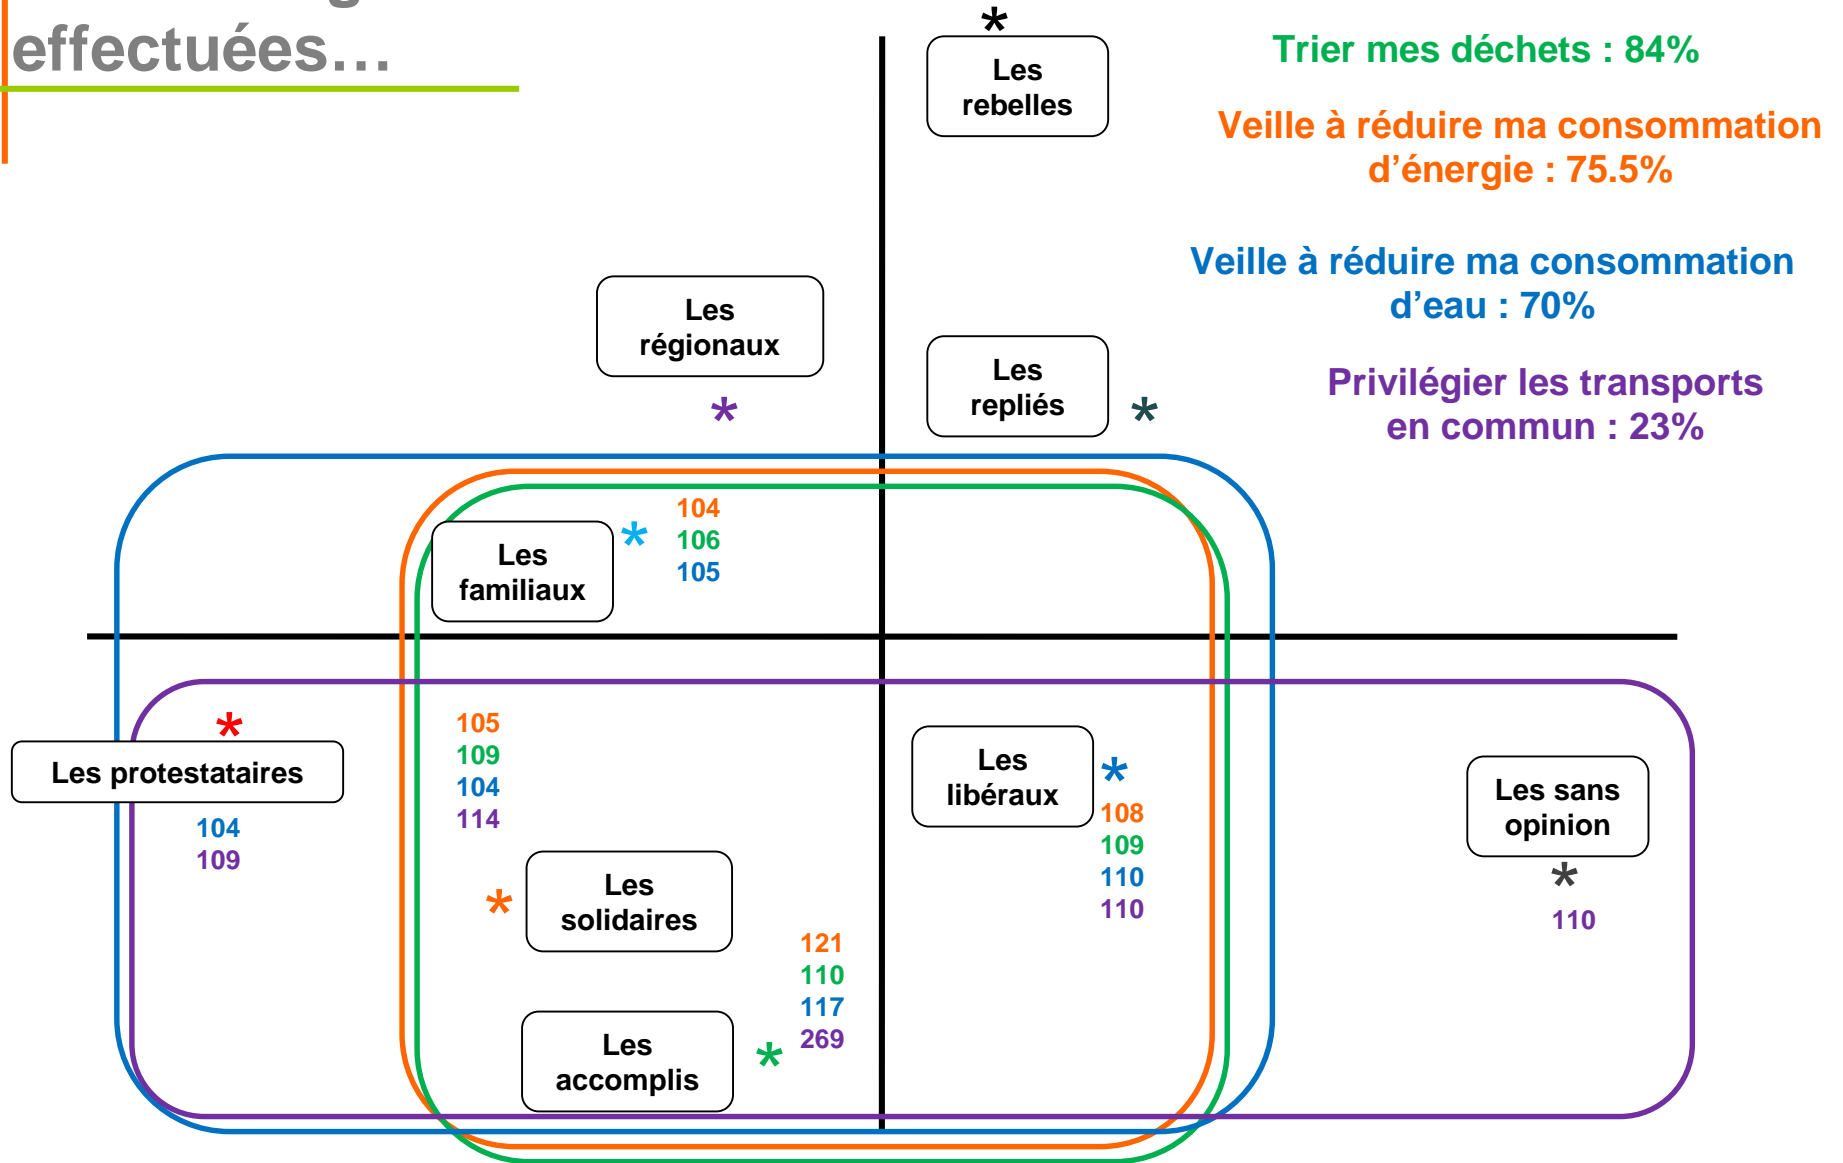 effectuées…
Les
rebelles
Trier mes déchets : 84%
Veille à réduire ma consommation
d’énergie : 75.5%
Veille à réduire ma consommation
d’eau : 70%
Privilégier les transports
en commun : 23%
Les
régionaux
Les
repliés
Les
familiaux
104
106
105
Les protestataires
104
109
105
109
104
114
Les
solidaires
Les
libéraux
108
109
110
110
Les sans
opinion
110
121
110
117
269
Les
accomplis